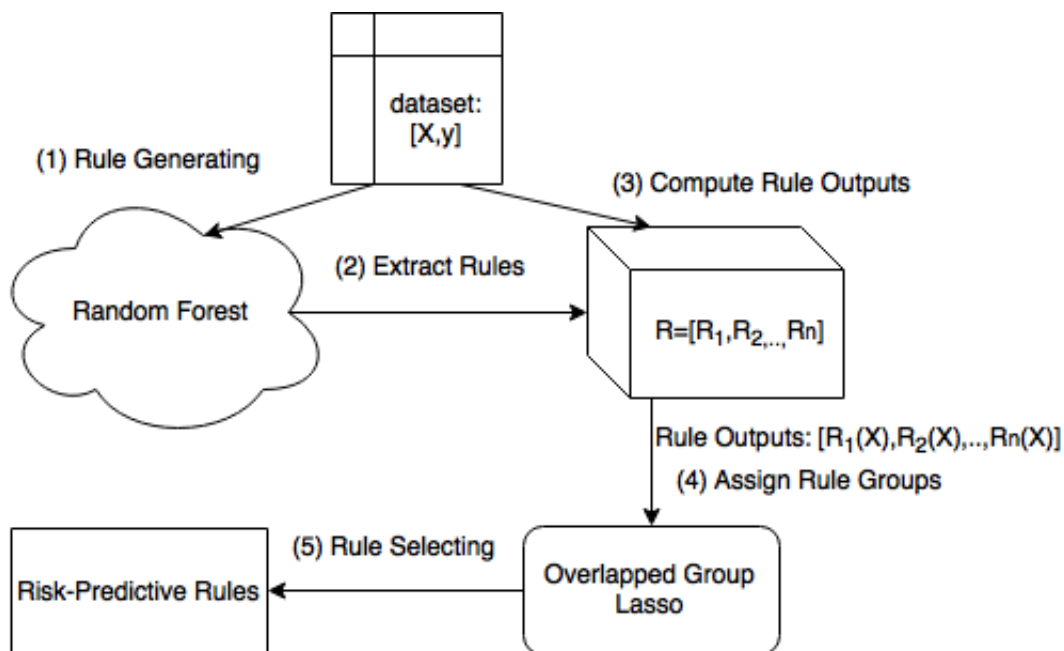 dataset:
[X,y]
(1) Rule Generating
(3) Compute Rule Outputs
(2) Extract Rules
Random Forest
R=[R₁,R₂,..,Rn]
Rule Outputs: [R₁(X),R₂(X),..,Rn(X)]
(4) Assign Rule Groups
(5) Rule Selecting
Overlapped Group
Lasso
Risk-Predictive Rules